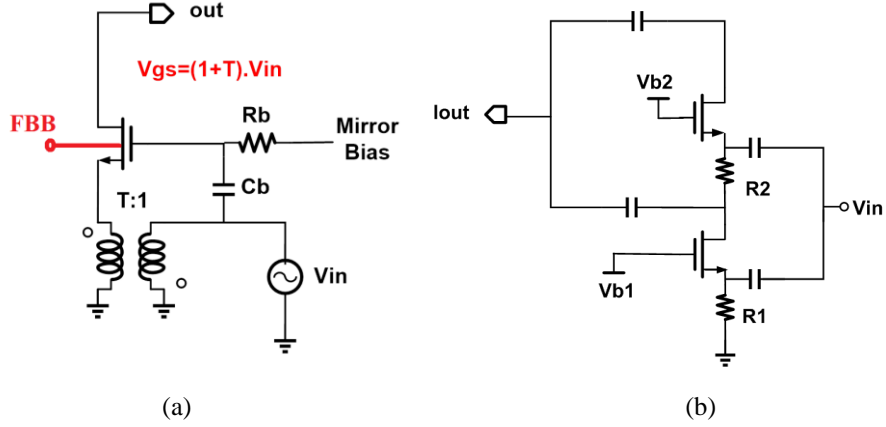 out
Vgs=(1+T).Vin
FBB
Rb
Mirror
Bias
Cb
T:1
Vin
(a)
Vb2
Iout
R2
Vin
Vb1
R1
(b)